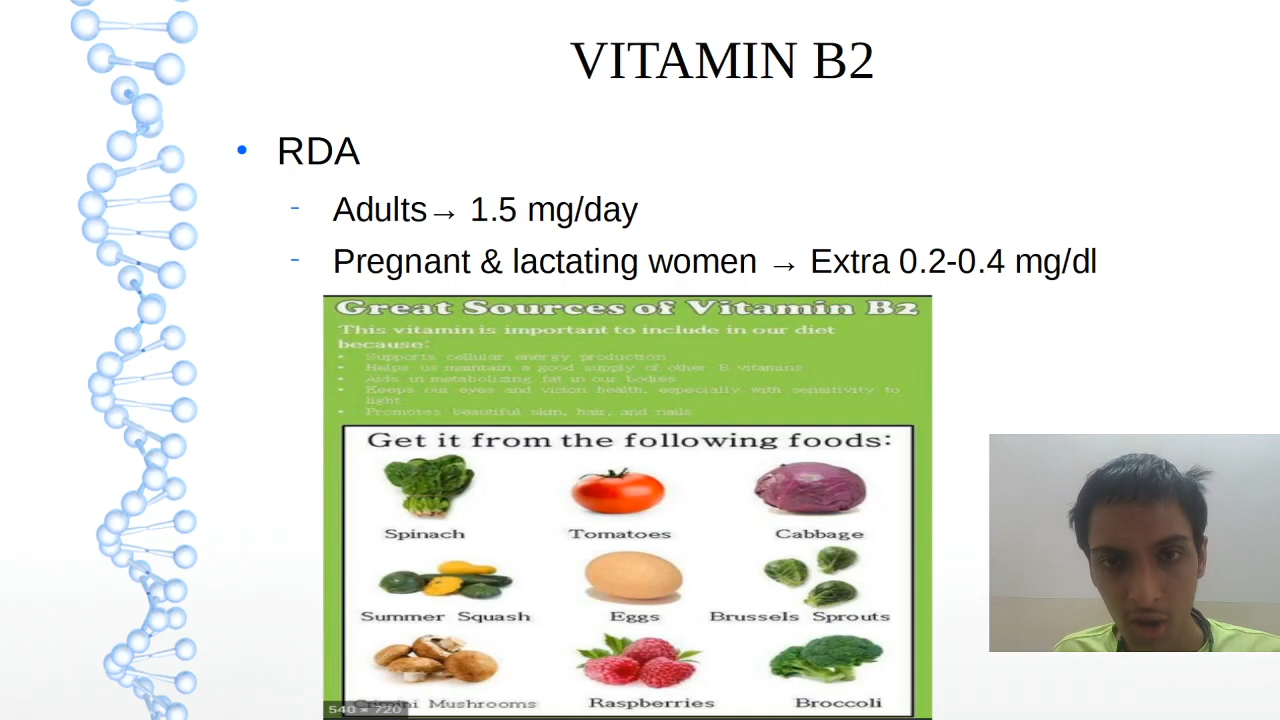 VITAMIN B2
• RDA
- Adults→ 1.5 mg/day
- Pregnant & lactating women → Extra 0.2-0.4 mg/dl
Great Sources of Vitamin B2
This vitamin is important to include in our diet
because:
• Supports cellular energy production
• Helps us maintain a good supply of other B vitamins
• Aids in metabolizing fat in our bodies
• Keeps our eyes and vision health, especially with sensitivity to
light
• Promotes beautiful skin, hair, and nails
Get it from the following foods:
Spinach Tomatoes Cabbage
Summer Squash Eggs Brussels Sprouts
Mushrooms Raspberries Broccoli
540 × 720